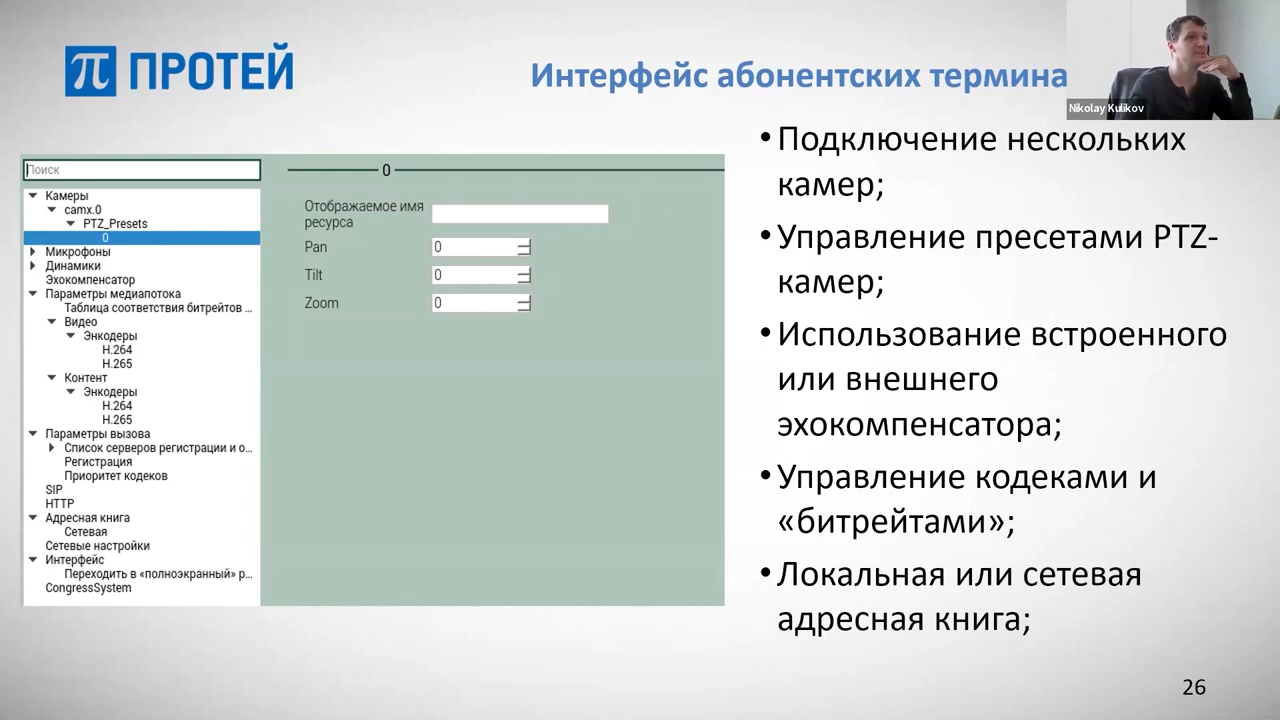 ПРОТЕЙ
Интерфейс абонентских термина
Nikolay Kulikov
Поиск
Камеры
camx.0
PTZ_Presets
0
Микрофоны
Динамики
Эхокомпенсатор
Параметры медиапотока
Таблица соответствия битрейтов ...
Видео
Энкодеры
H.264
H.265
Контент
Энкодеры
H.264
H.265
Параметры вызова
Список серверов регистрации и о...
Регистрация
Приоритет кодеков
SIP
HTTP
Адресная книга
Сетевая
Сетевые настройки
Интерфейс
Переходить в «полноэкранный» р...
CongressSystem
0
Отображаемое имя
ресурса
Pan 0
Tilt 0
Zoom 0
•Подключение нескольких
камер;
•Управление пресетами PTZ-
камер;
•Использование встроенного
или внешнего
эхокомпенсатора;
•Управление кодеками и
«битрейтами»;
•Локальная или сетевая
адресная книга;
26